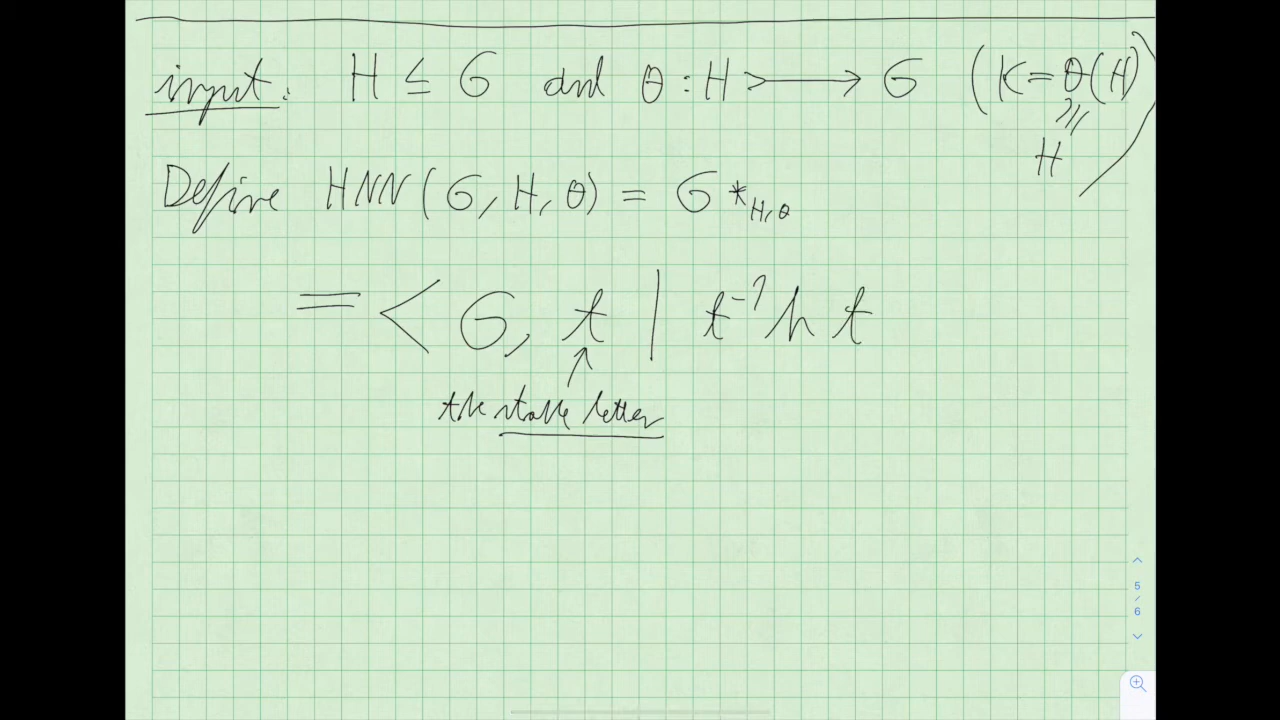 input: H ≤ G and θ : H >⟶ G (K = θ(H)
≅
H )
Define HNN(G, H, θ) = G *_{H,θ}
= < G, t | t⁻¹ h t
↑
the stable letter
5
/
6